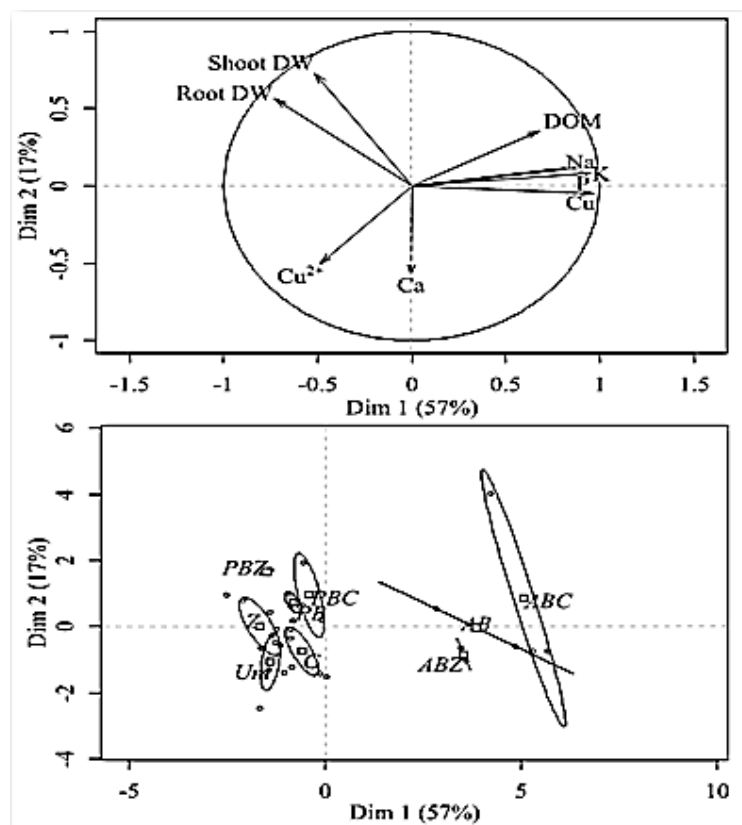 1
Shoot DW
Root DW
0.5
DOM
Na
K
0
P
Cu
Dim 2 (17%)
Cu²⁺
Ca
-0.5
-1
-1.5 -1 -0.5 0 0.5 1 1.5
Dim 1 (57%)
6
4
2
PBZ
PBC
PB
ABC
Dim 2 (17%)
0
Z
AB
C
Unt
ABZ
-2
-4
-5 0 5 10
Dim 1 (57%)